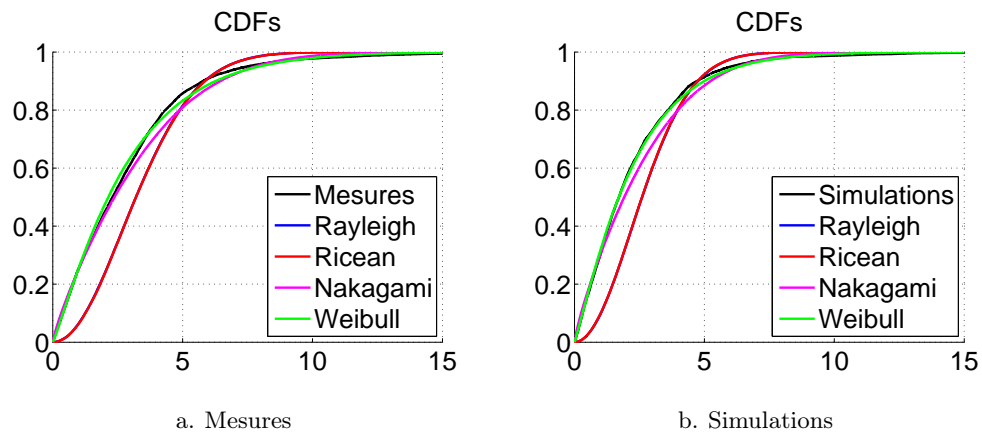 CDFs
1
0.8
0.6
0.4
0.2
0
0 5 10 15
Mesures
Rayleigh
Ricean
Nakagami
Weibull
a. Mesures
CDFs
1
0.8
0.6
0.4
0.2
0
0 5 10 15
Simulations
Rayleigh
Ricean
Nakagami
Weibull
b. Simulations